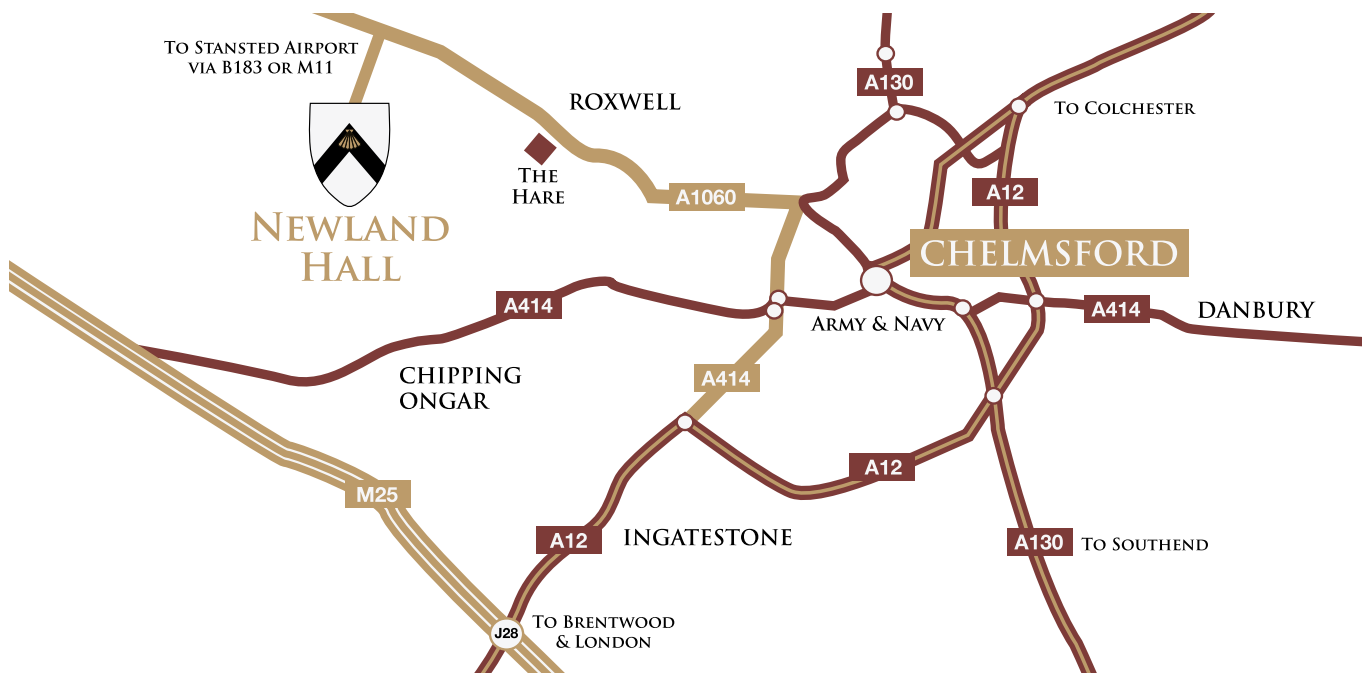 To Stansted Airport
via B183 or M11
Newland
Hall
ROXWELL
The
Hare
A1060
A130
To Colchester
A12
CHELMSFORD
A414
Army & Navy
A414
DANBURY
CHIPPING
ONGAR
A414
M25
A12
A12
INGATESTONE
A130
To Southend
J28
To Brentwood
& London